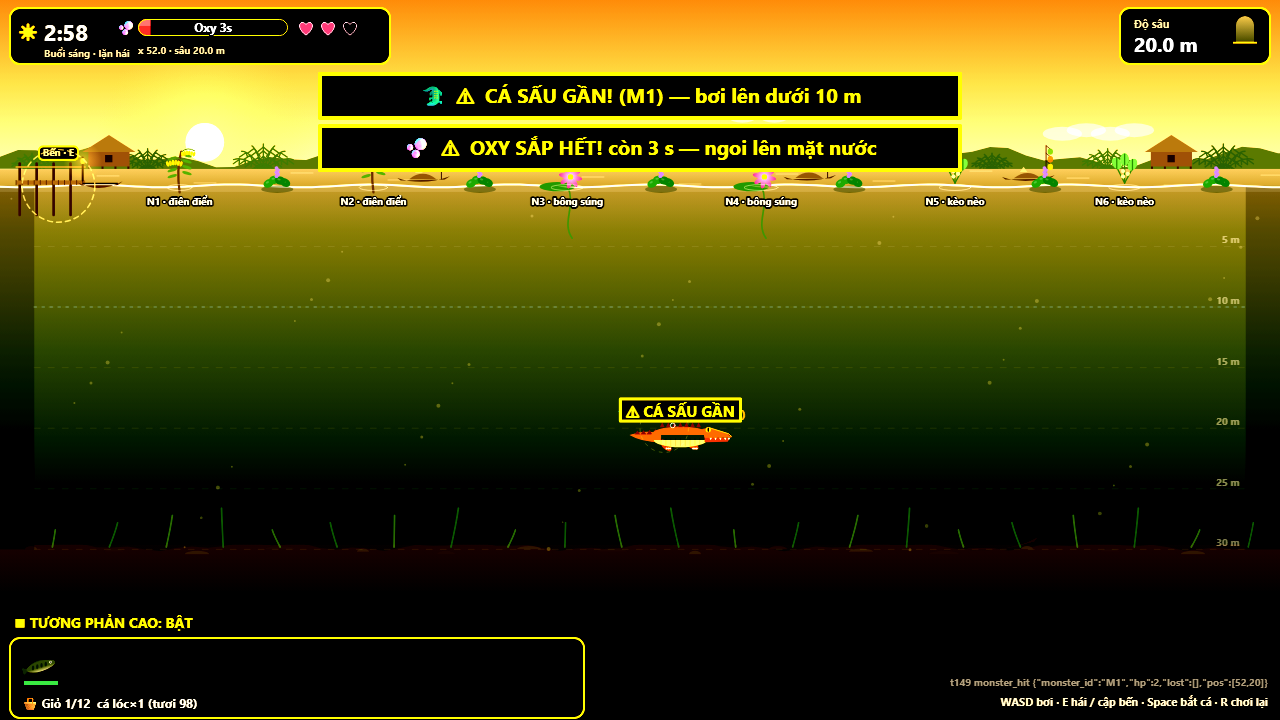 2:58
Buổi sáng · lặn hái
Oxy 3s
x 52.0 · sâu 20.0 m
Độ sâu
20.0 m
⚠ CÁ SẤU GẦN! (M1) — bơi lên dưới 10 m
⚠ OXY SẮP HẾT! còn 3 s — ngoi lên mặt nước
Bến · E
N1 · điên điển
N2 · điên điển
N3 · bông súng
N4 · bông súng
N5 · kèo nèo
N6 · kèo nèo
5 m
10 m
15 m
⚠ CÁ SẤU GẦN
20 m
25 m
30 m
■ TƯƠNG PHẢN CAO: BẬT
Giỏ 1/12 cá lóc×1 (tươi 98)
t149 monster_hit {"monster_id":"M1","hp":2,"lost":[],"pos":[52,20]}
WASD bơi · E hái / cập bến · Space bắt cá · R chơi lại